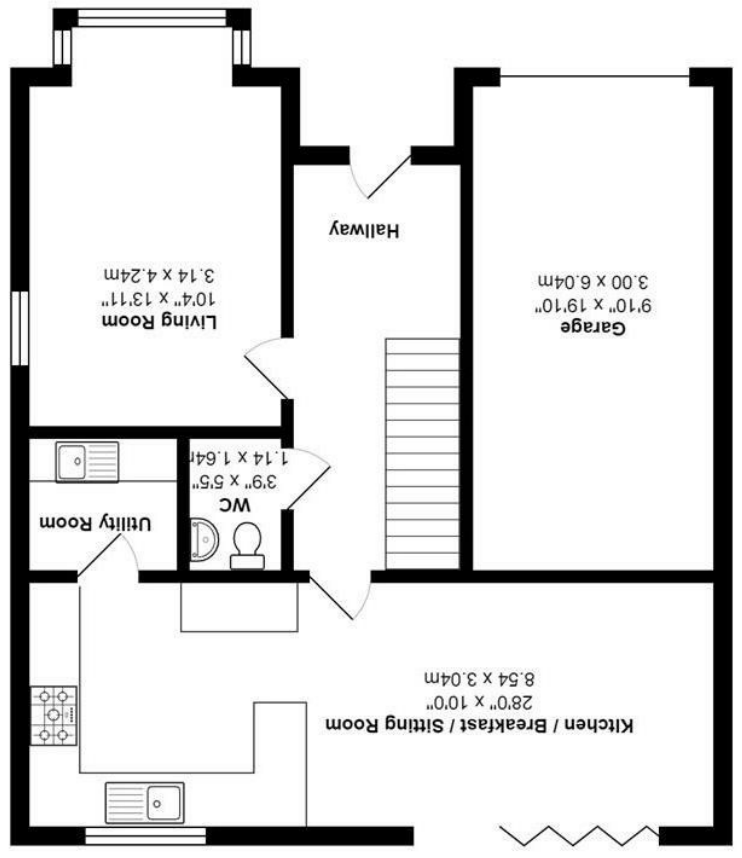 KItchen / Breakfast / Sitting Room
28'0" x 10'0"
8.54 x 3.04m
Utility Room
WC
3'9" x 5'5"
1.14 x 1.64m
Garage
9'10" x 19'10"
3.00 x 6.04m
Living Room
10'4" x 13'11"
3.14 x 4.24m
Hallway